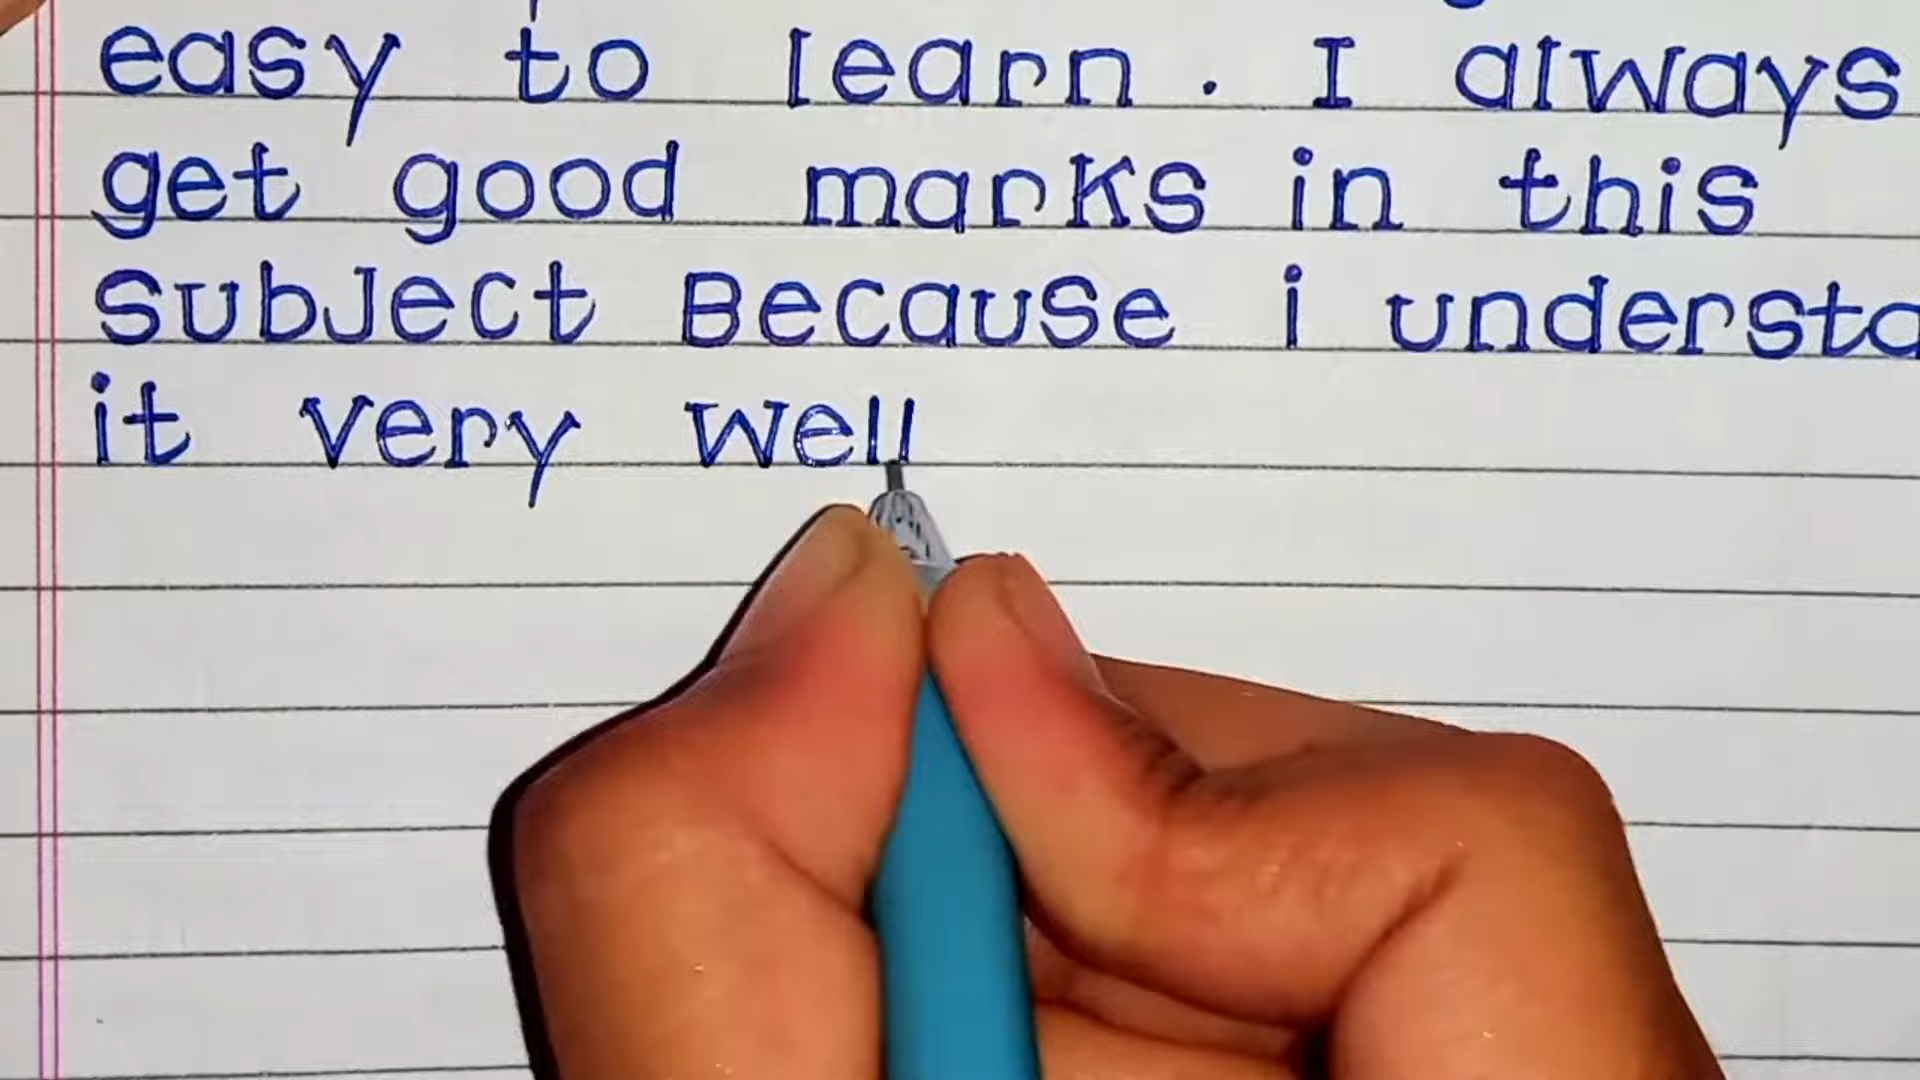 easy to learn. I always
get good marks in this
subject Because i understa
it very well